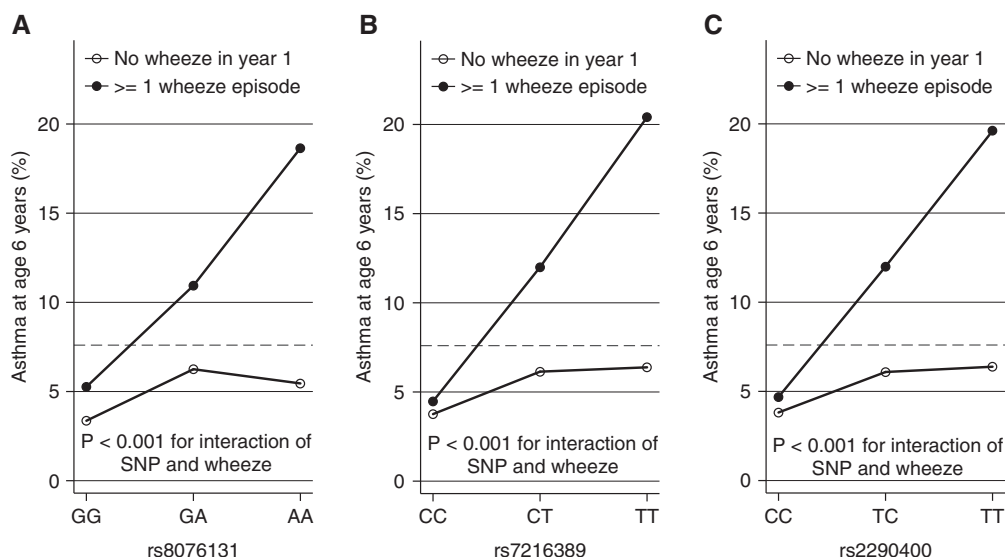 A
No wheeze in year 1
>= 1 wheeze episode
Asthma at age 6 years (%)
20
15
10
5
0
P < 0.001 for interaction of
SNP and wheeze
GG GA AA
rs8076131
B
No wheeze in year 1
>= 1 wheeze episode
Asthma at age 6 years (%)
20
15
10
5
0
P < 0.001 for interaction of
SNP and wheeze
CC CT TT
rs7216389
C
No wheeze in year 1
>= 1 wheeze episode
Asthma at age 6 years (%)
20
15
10
5
0
P < 0.001 for interaction of
SNP and wheeze
CC TC TT
rs2290400